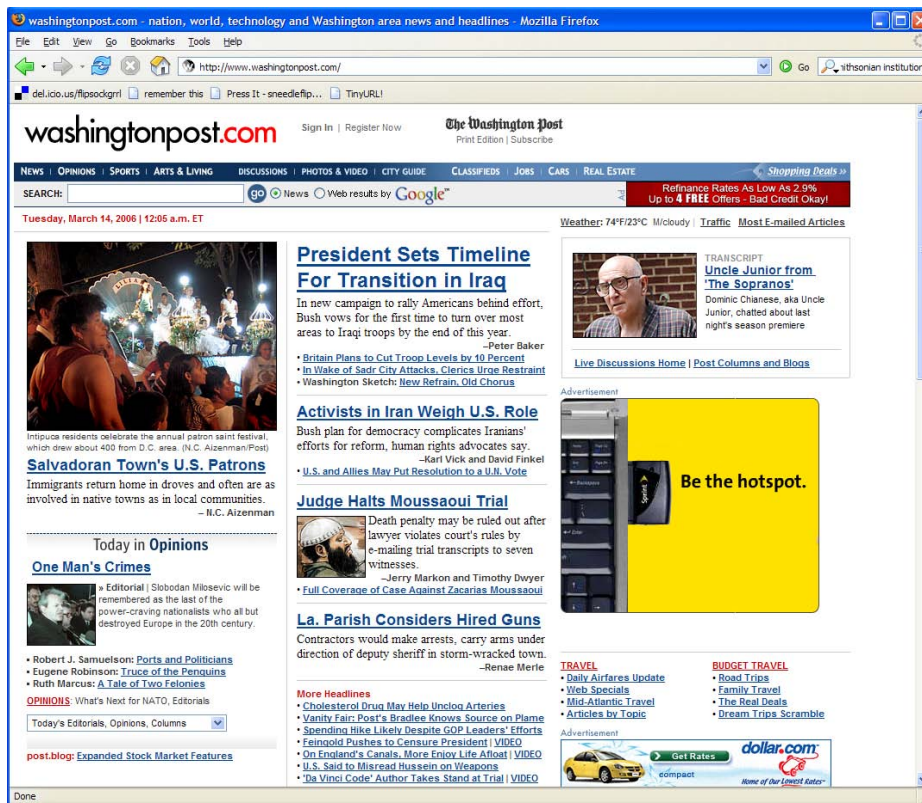 washingtonpost.com - nation, world, technology and Washington area news and headlines - Mozilla Firefox
File Edit View Go Bookmarks Tools Help
http://www.washingtonpost.com/ Go ithsonian institution
del.icio.us/flipsockgrrl remember this Press It - sneedleflip... TinyURL!
washingtonpost.com Sign In | Register Now The Washington Post
Print Edition | Subscribe
NEWS | OPINIONS | SPORTS | ARTS & LIVING DISCUSSIONS | PHOTOS & VIDEO | CITY GUIDE CLASSIFIEDS | JOBS | CARS | REAL ESTATE Shopping Deals »
SEARCH: go News Web results by Google™
Refinance Rates As Low As 2.9%
Up to 4 FREE Offers - Bad Credit Okay!
Tuesday, March 14, 2006 | 12:05 a.m. ET
Weather: 74°F/23°C M/cloudy | Traffic Most E-mailed Articles
Intipuca residents celebrate the annual patron saint festival,
which drew about 400 from D.C. area. (N.C. Aizenman/Post)
Salvadoran Town's U.S. Patrons
Immigrants return home in droves and often are as
involved in native towns as in local communities.
– N.C. Aizenman
Today in Opinions
One Man's Crimes
» Editorial | Slobodan Milosevic will be
remembered as the last of the
power-craving nationalists who all but
destroyed Europe in the 20th century.
• Robert J. Samuelson: Ports and Politicians
• Eugene Robinson: Truce of the Penguins
• Ruth Marcus: A Tale of Two Felonies
OPINIONS: What's Next for NATO, Editorials
Today's Editorials, Opinions, Columns
post.blog: Expanded Stock Market Features
President Sets Timeline
For Transition in Iraq
In new campaign to rally Americans behind effort,
Bush vows for the first time to turn over most
areas to Iraqi troops by the end of this year.
–Peter Baker
• Britain Plans to Cut Troop Levels by 10 Percent
• In Wake of Sadr City Attacks, Clerics Urge Restraint
• Washington Sketch: New Refrain, Old Chorus
Activists in Iran Weigh U.S. Role
Bush plan for democracy complicates Iranians'
efforts for reform, human rights advocates say.
–Karl Vick and David Finkel
• U.S. and Allies May Put Resolution to a U.N. Vote
Judge Halts Moussaoui Trial
Death penalty may be ruled out after
lawyer violates court's rules by
e-mailing trial transcripts to seven
witnesses.
–Jerry Markon and Timothy Dwyer
• Full Coverage of Case Against Zacarias Moussaoui
La. Parish Considers Hired Guns
Contractors would make arrests, carry arms under
direction of deputy sheriff in storm-wracked town.
–Renae Merle
More Headlines
• Cholesterol Drug May Help Unclog Arteries
• Vanity Fair: Post's Bradlee Knows Source on Plame
• Spending Hike Likely Despite GOP Leaders' Efforts
• Feingold Pushes to Censure President | VIDEO
• On England's Canals, More Enjoy Life Afloat | VIDEO
• U.S. Said to Misread Hussein on Weapons
• 'Da Vinci Code' Author Takes Stand at Trial | VIDEO
TRANSCRIPT
Uncle Junior from
'The Sopranos'
Dominic Chianese, aka Uncle
Junior, chatted about last
night's season premiere
Live Discussions Home | Post Columns and Blogs
Advertisement
Sprint
Be the hotspot.
TRAVEL
• Daily Airfares Update
• Web Specials
• Mid-Atlantic Travel
• Articles by Topic
BUDGET TRAVEL
• Road Trips
• Family Travel
• The Real Deals
• Dream Trips Scramble
Advertisement
Get Rates
compact
dollar.com
Home of Our Lowest Rates
Done